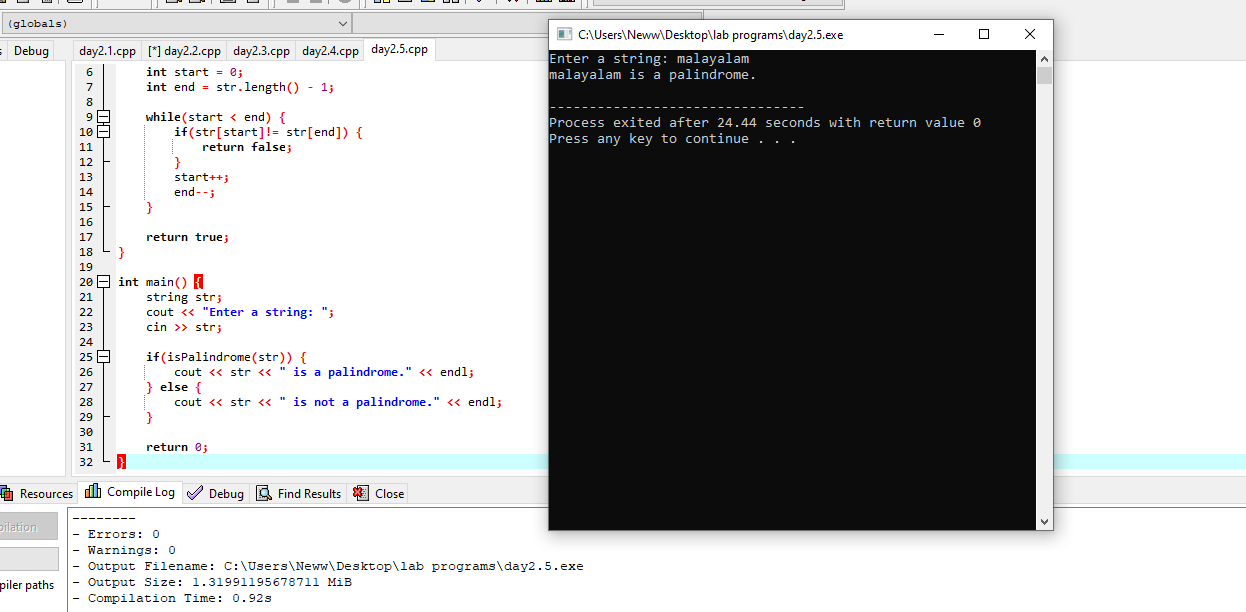 (globals)
Debug
day2.1.cpp [*] day2.2.cpp day2.3.cpp day2.4.cpp day2.5.cpp
6 int start = 0;
7 int end = str.length() - 1;
8
9 while(start < end) {
10 if(str[start]!= str[end]) {
11 return false;
12 }
13 start++;
14 end--;
15 }
16
17 return true;
18 }
19
20 int main() {
21 string str;
22 cout << "Enter a string: ";
23 cin >> str;
24
25 if(isPalindrome(str)) {
26 cout << str << " is a palindrome." << endl;
27 } else {
28 cout << str << " is not a palindrome." << endl;
29 }
30
31 return 0;
32 }
C:\Users\Neww\Desktop\lab programs\day2.5.exe
Enter a string: malayalam
malayalam is a palindrome.
--------------------------------
Process exited after 24.44 seconds with return value 0
Press any key to continue . . .
Resources Compile Log Debug Find Results Close
pilation
piler paths
--------
- Errors: 0
- Warnings: 0
- Output Filename: C:\Users\Neww\Desktop\lab programs\day2.5.exe
- Output Size: 1.31991195678711 MiB
- Compilation Time: 0.92s